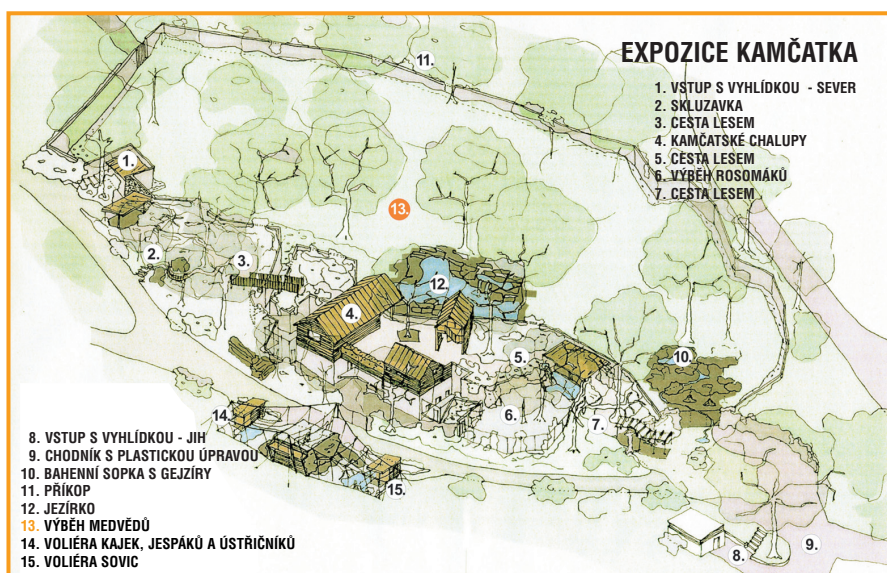 EXPOZICE KAMČATKA
1. VSTUP S VYHLÍDKOU - SEVER
2. SKLUZAVKA
3. CESTA LESEM
4. KAMČATSKÉ CHALUPY
5. CESTA LESEM
6. VÝBĚH ROSOMÁKŮ
7. CESTA LESEM
11.
1.
13.
2.
3.
12.
4.
5.
10.
6.
7.
14.
15.
8.
9.
8. VSTUP S VYHLÍDKOU - JIH
9. CHODNÍK S PLASTICKOU ÚPRAVOU
10. BAHENNÍ SOPKA S GEJZÍRY
11. PŘÍKOP
12. JEZÍRKO
13. VÝBĚH MEDVĚDŮ
14. VOLIÉRA KAJEK, JESPÁKŮ A ÚSTŘIČNÍKŮ
15. VOLIÉRA SOVIC